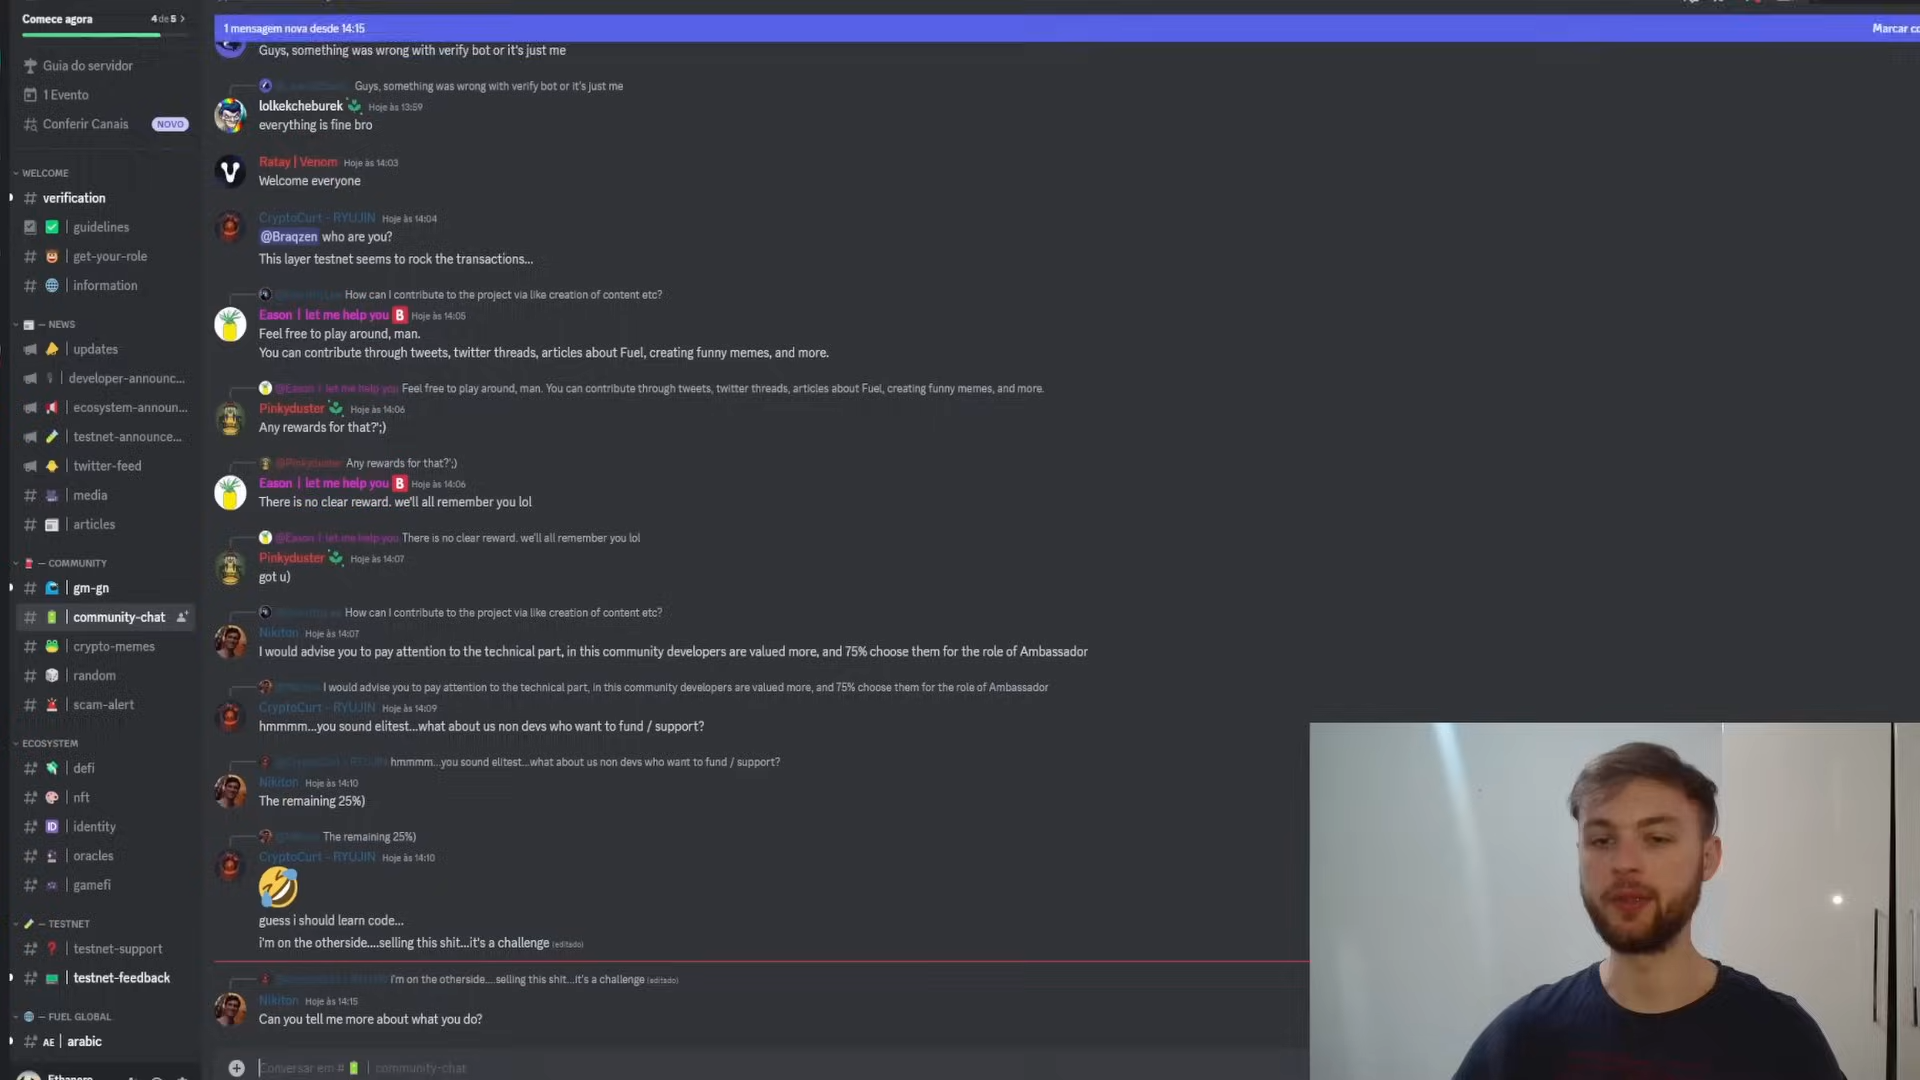 Comece agora
4 de 5
Guia do servidor
1 Evento
Conferir Canais NOVO
WELCOME
verification
guidelines
get-your-role
information
— NEWS
updates
developer-announc...
ecosystem-announ...
testnet-announce...
twitter-feed
media
articles
— COMMUNITY
gm-gn
community-chat
crypto-memes
random
scam-alert
ECOSYSTEM
defi
nft
identity
oracles
gamefi
— TESTNET
testnet-support
testnet-feedback
— FUEL GLOBAL
AE | arabic
1 mensagem nova desde 14:15
Guys, something was wrong with verify bot or it's just me
Guys, something was wrong with verify bot or it's just me
lolkekcheburek Hoje às 13:59
everything is fine bro
Ratay | Venom Hoje às 14:03
Welcome everyone
CryptoCurt - RYUJIN Hoje às 14:04
@Braqzen who are you?
This layer testnet seems to rock the transactions...
How can I contribute to the project via like creation of content etc?
Eason | let me help you B Hoje às 14:05
Feel free to play around, man.
You can contribute through tweets, twitter threads, articles about Fuel, creating funny memes, and more.
@Eason | let me help you Feel free to play around, man. You can contribute through tweets, twitter threads, articles about Fuel, creating funny memes, and more.
Pinkyduster Hoje às 14:06
Any rewards for that?';)
@Pinkyduster Any rewards for that?';)
Eason | let me help you B Hoje às 14:06
There is no clear reward. we'll all remember you lol
@Eason | let me help you There is no clear reward. we'll all remember you lol
Pinkyduster Hoje às 14:07
got u)
How can I contribute to the project via like creation of content etc?
Nikiton Hoje às 14:07
I would advise you to pay attention to the technical part, in this community developers are valued more, and 75% choose them for the role of Ambassador
I would advise you to pay attention to the technical part, in this community developers are valued more, and 75% choose them for the role of Ambassador
CryptoCurt - RYUJIN Hoje às 14:09
hmmmm...you sound elitest...what about us non devs who want to fund / support?
hmmmm...you sound elitest...what about us non devs who want to fund / support?
Nikiton Hoje às 14:10
The remaining 25%)
The remaining 25%)
CryptoCurt - RYUJIN Hoje às 14:10
guess i should learn code...
i'm on the otherside....selling this shit...it's a challenge (editado)
i'm on the otherside....selling this shit...it's a challenge (editado)
Nikiton Hoje às 14:15
Can you tell me more about what you do?
Conversar em # | community-chat